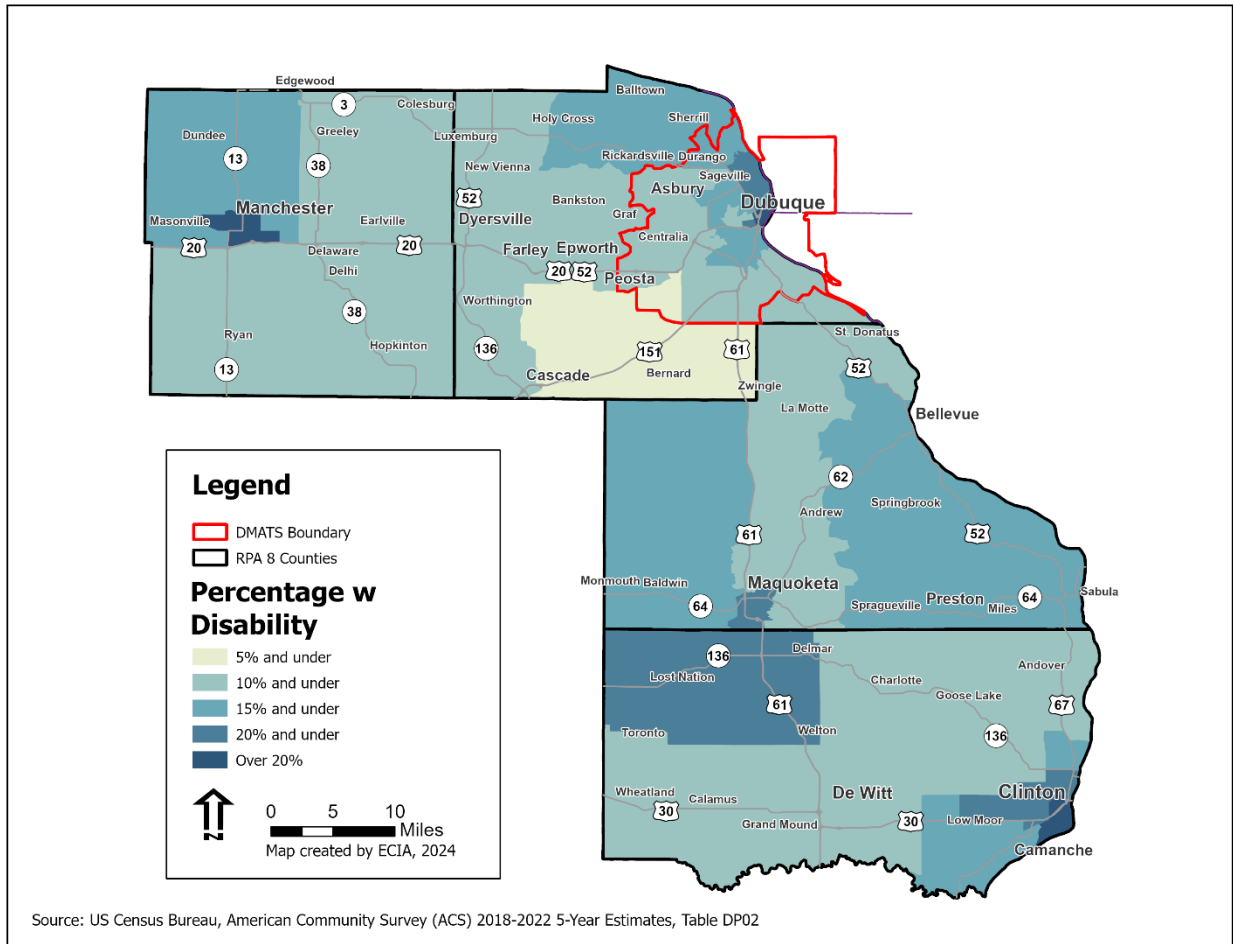 Edgewood
Balltown
3
Colesburg
Holy Cross
Sherrill
Dundee
Greeley
Luxemburg
13
38
Rickardsville
Durango
New Vienna
Sageville
Asbury
52
Bankston
Dubuque
Masonville
Manchester
Earlville
Dyersville
Graf
20
Delaware
20
Farley
Epworth
Centralia
Delhi
20
52
Peosta
Worthington
38
St. Donatus
Ryan
136
151
61
Hopkinton
Bernard
52
13
Cascade
Zwingle
La Motte
Bellevue
62
Springbrook
Andrew
61
52
Monmouth
Baldwin
Maquoketa
Sabula
64
Spragueville
Preston
Miles
64
136
Delmar
Andover
Lost Nation
Charlotte
Goose Lake
61
67
Toronto
Welton
136
Wheatland
Calamus
De Witt
Clinton
30
Grand Mound
30
Low Moor
Camanche
Legend
DMATS Boundary
RPA 8 Counties
Percentage w
Disability
5% and under
10% and under
15% and under
20% and under
Over 20%
N
0 5 10
Miles
Map created by ECIA, 2024
Source: US Census Bureau, American Community Survey (ACS) 2018-2022 5-Year Estimates, Table DP02